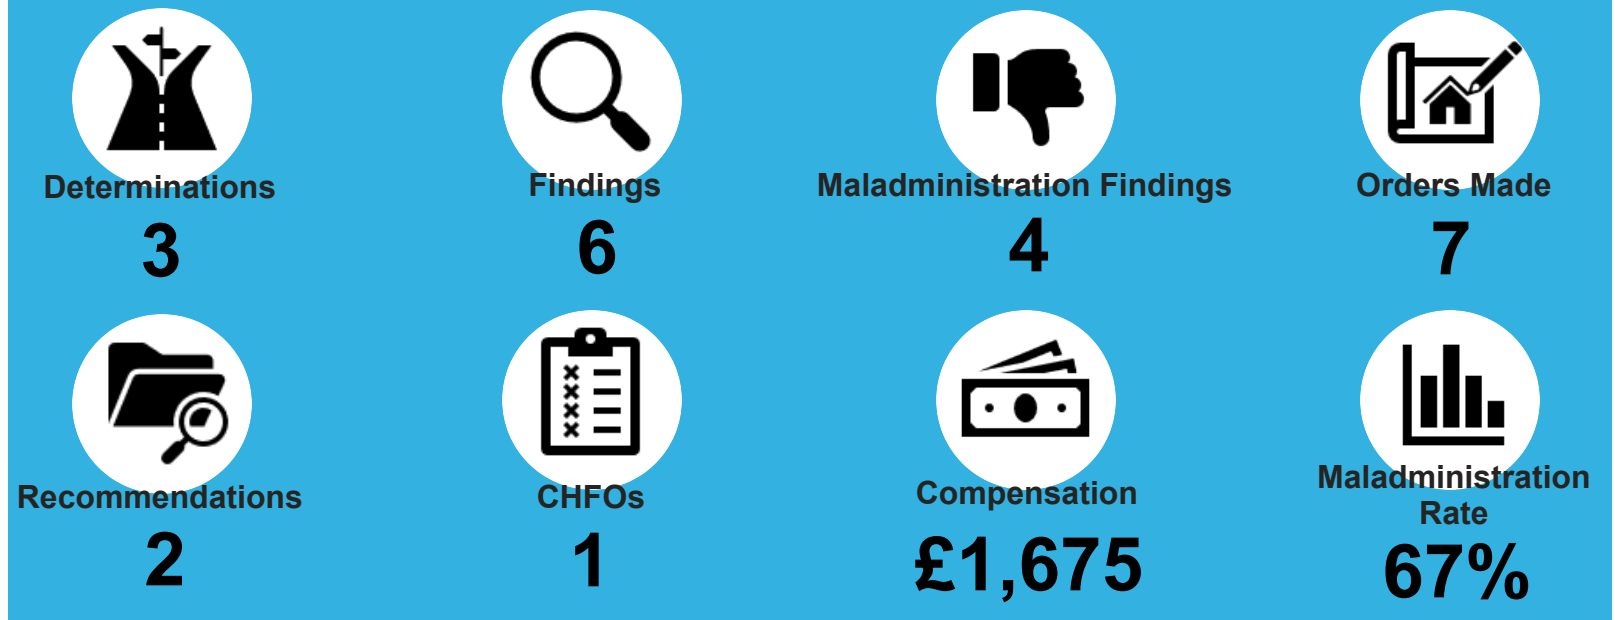 Determinations
3
Findings
6
Maladministration Findings
4
Orders Made
7
Recommendations
2
CHFOs
1
Compensation
£1,675
Maladministration
Rate
67%